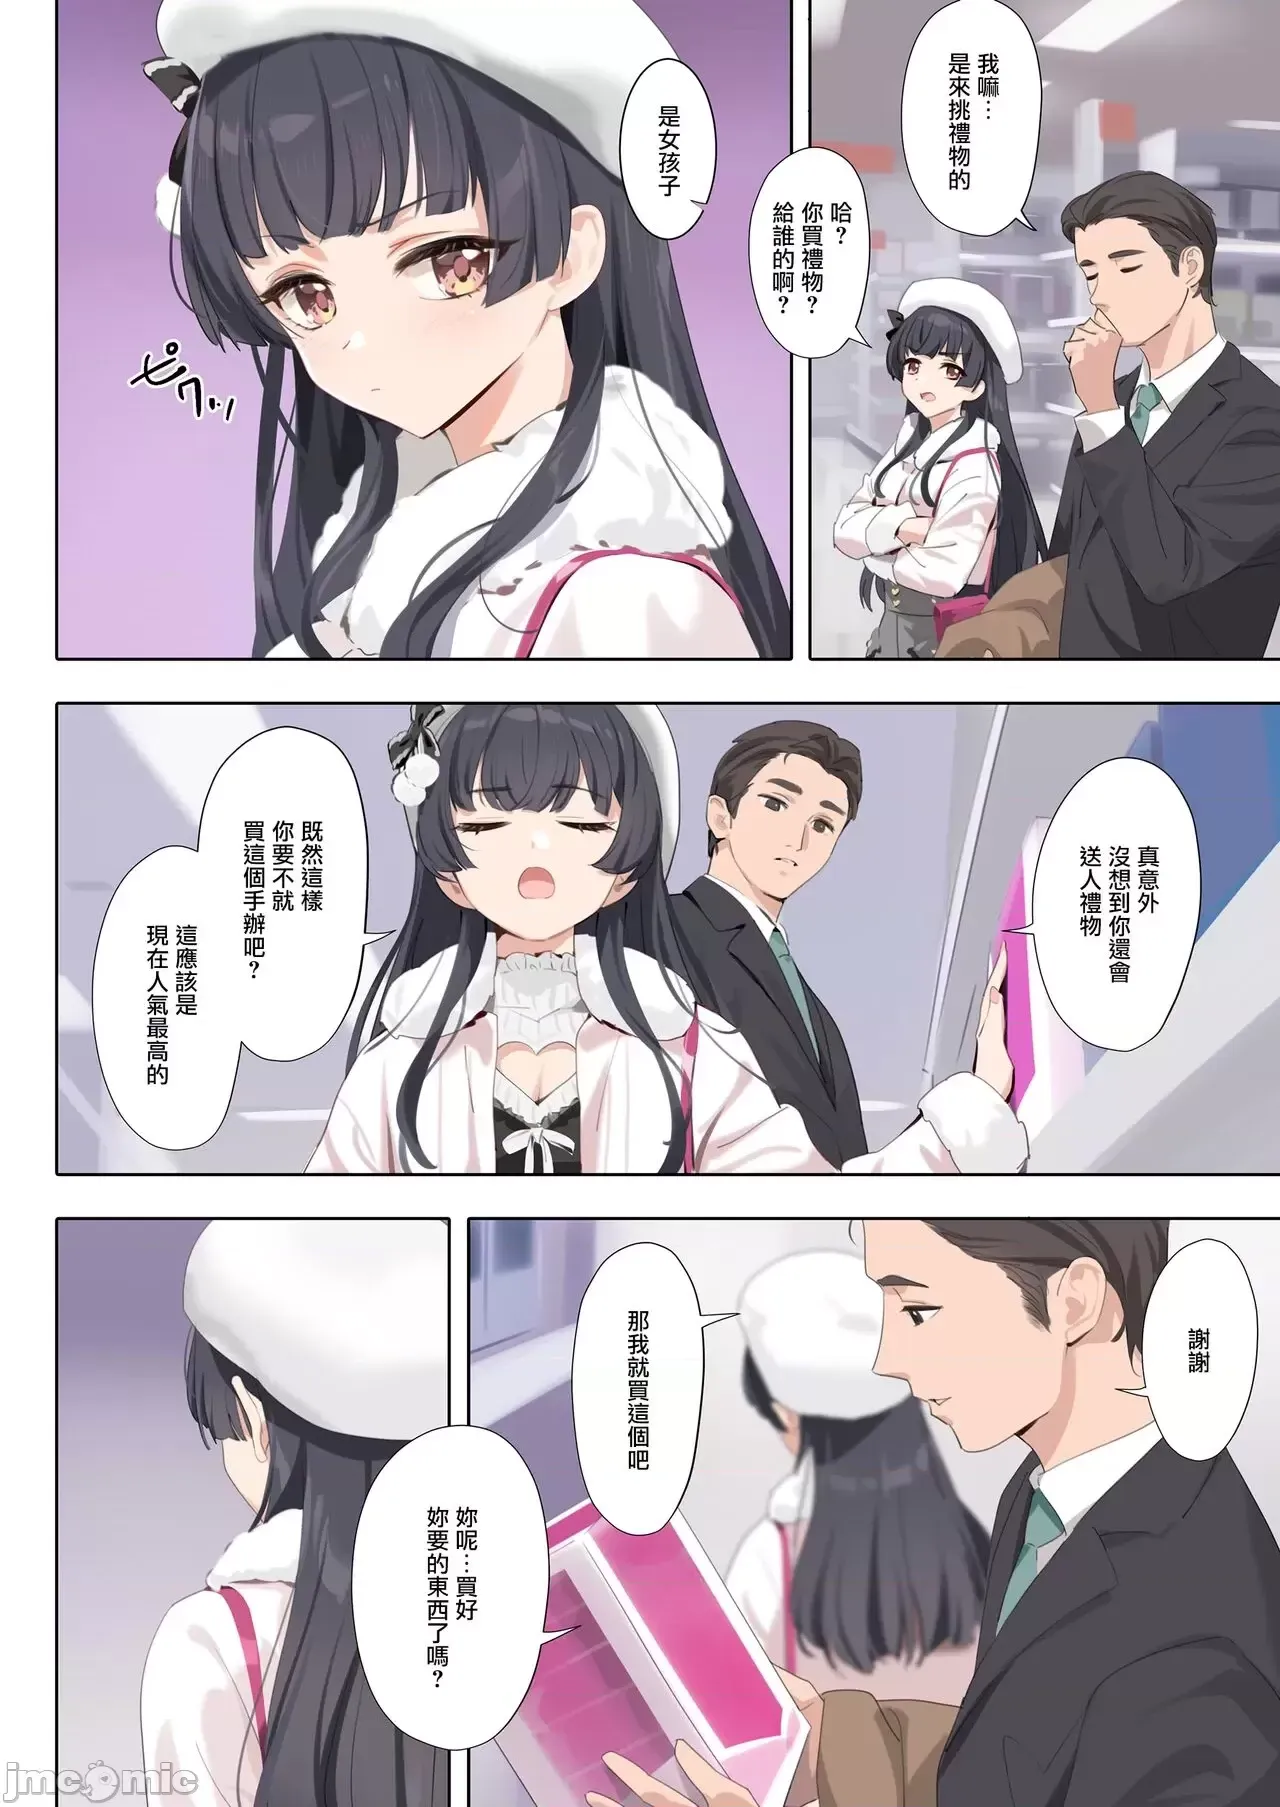 我嘛…
是來挑禮物的
哈？
你買禮物？
給誰的啊？
是女孩子
ピクッ
真意外
沒想到你還會
送人禮物
既然這樣
你要不就
買這個手辦吧？
這應該是
現在人氣最高的
謝謝
那我就買這個吧
妳呢…買好
妳要的東西了嗎？
jmcomic